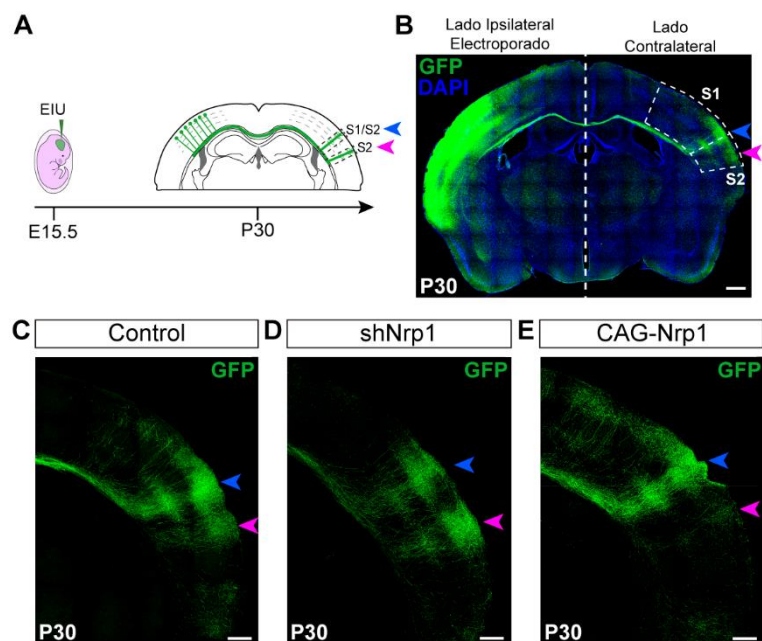 A
EIU
S1/S2
S2
E15.5
P30
B
Lado Ipsilateral
Electroporado
Lado
Contralateral
GFP
DAPI
S1
S2
P30
C
Control
GFP
P30
D
shNrp1
GFP
P30
E
CAG-Nrp1
GFP
P30